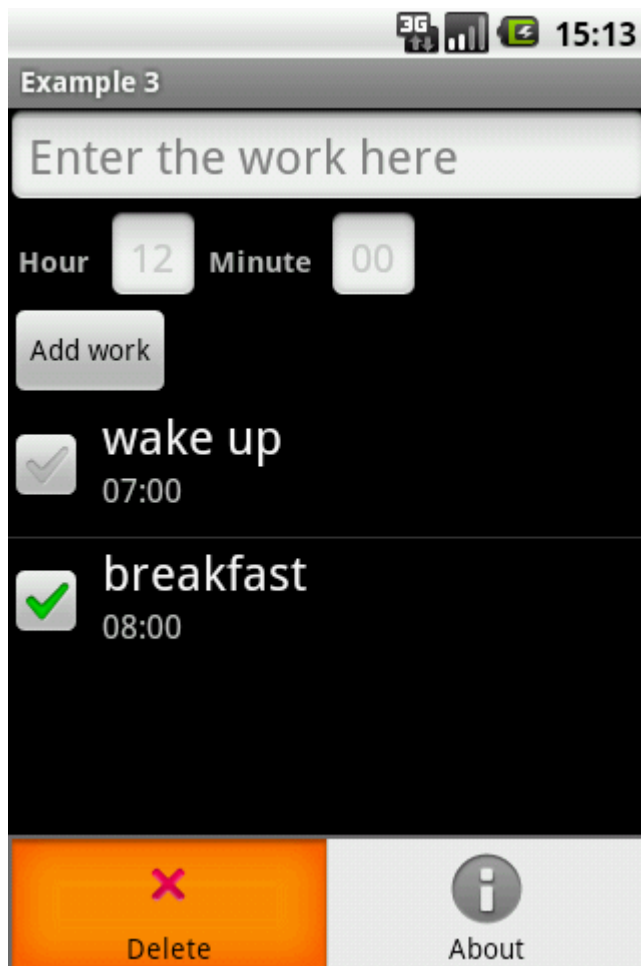 3G 15:13
Example 3
Enter the work here
Hour 12 Minute 00
Add work
wake up
07:00
breakfast
08:00
Delete About